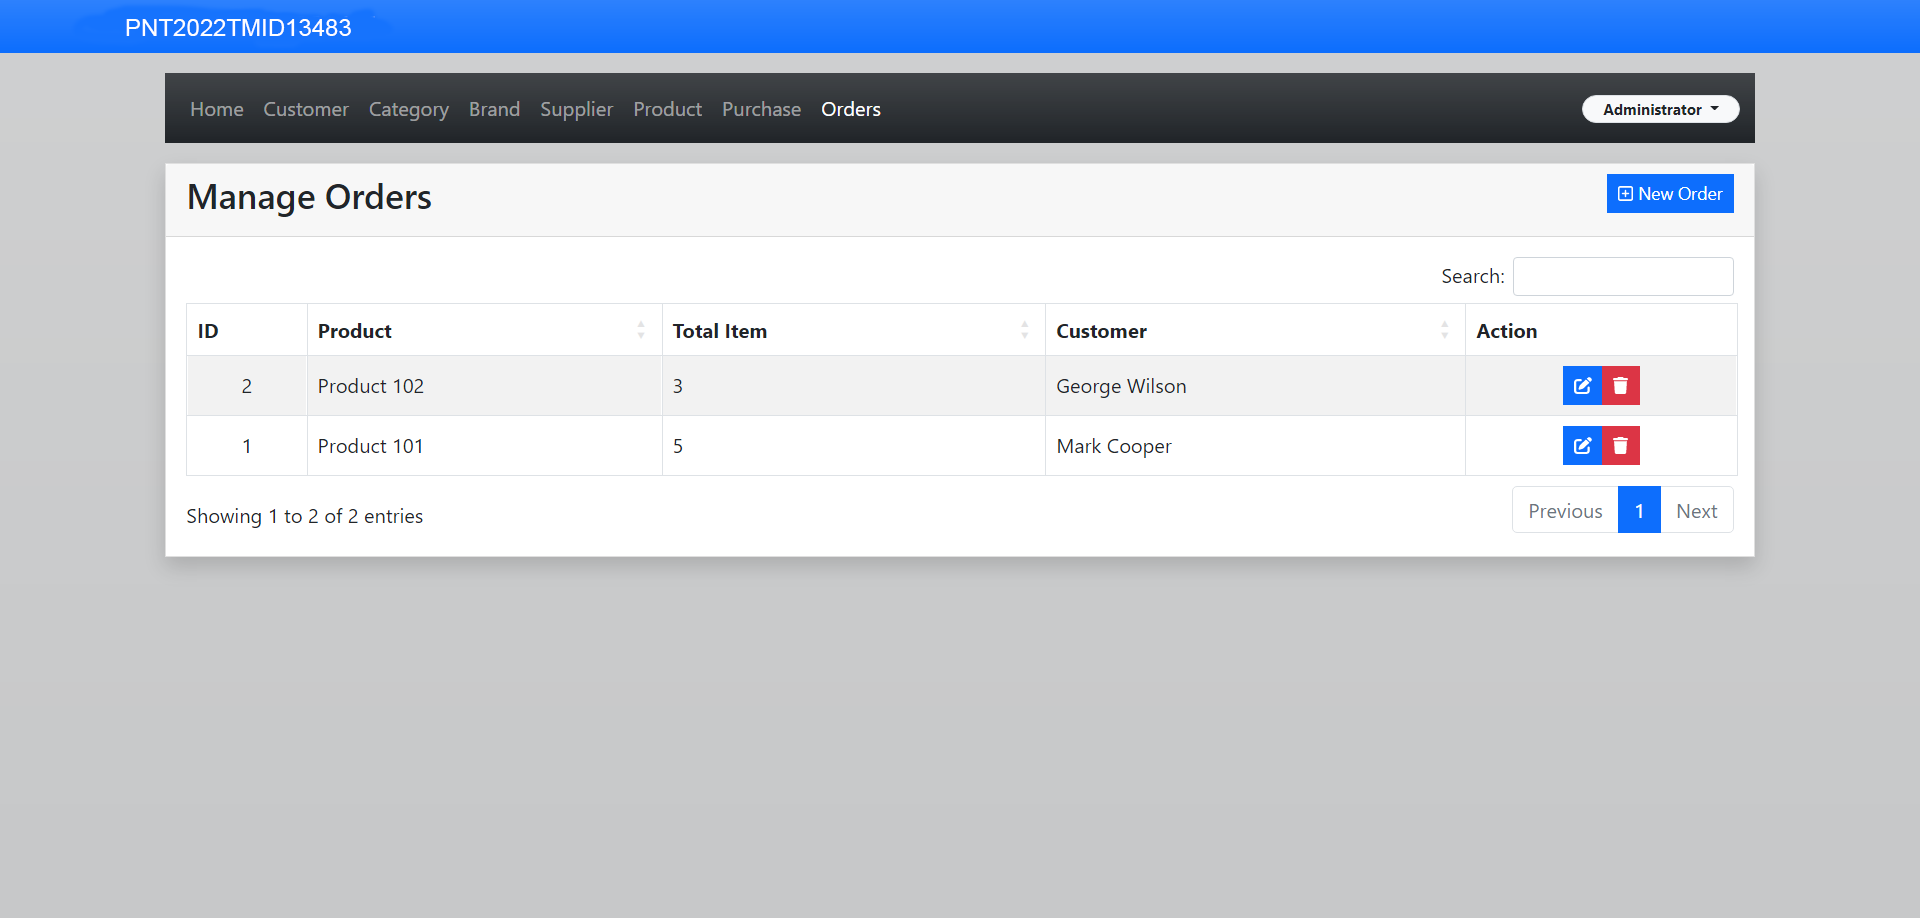 PNT2022TMID13483
Home Customer Category Brand Supplier Product Purchase Orders Administrator
Manage Orders New Order
Search:
ID Product Total Item Customer Action
2 Product 102 3 George Wilson
1 Product 101 5 Mark Cooper
Showing 1 to 2 of 2 entries Previous 1 Next